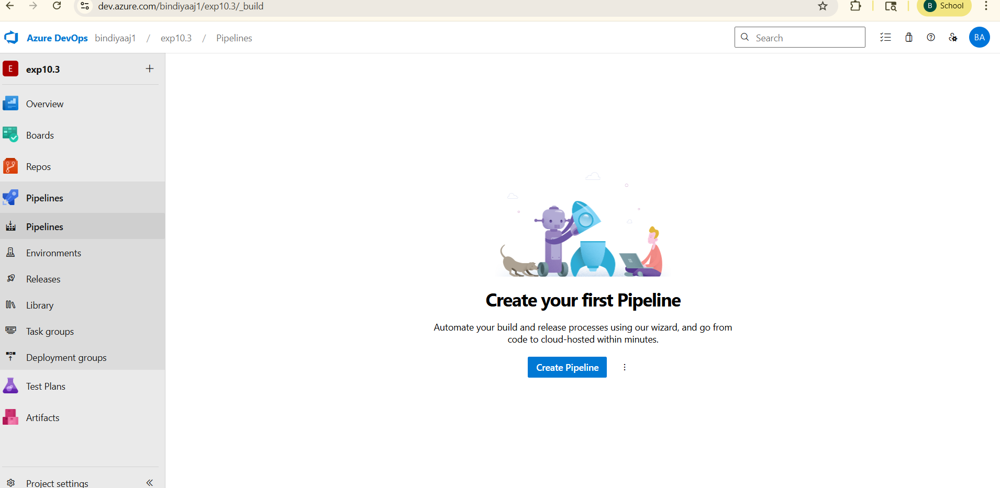 dev.azure.com/bindiyaaj1/exp10.3/_build
B School
Azure DevOps bindiyaaj1 / exp10.3 / Pipelines
Search
BA
E exp10.3
Overview
Boards
Repos
Pipelines
Pipelines
Environments
Releases
Library
Task groups
Deployment groups
Test Plans
Artifacts
Project settings
Create your first Pipeline
Automate your build and release processes using our wizard, and go from
code to cloud-hosted within minutes.
Create Pipeline